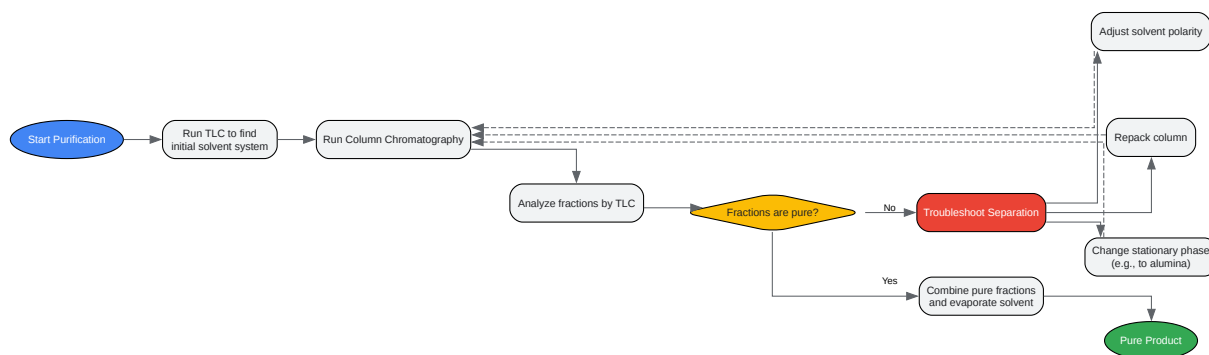 Adjust solvent polarity
Start Purification
Run TLC to find
initial solvent system
Run Column Chromatography
Repack column
Analyze fractions by TLC
Fractions are pure?
No
Troubleshoot Separation
Change stationary phase
(e.g., to alumina)
Yes
Combine pure fractions
and evaporate solvent
Pure Product